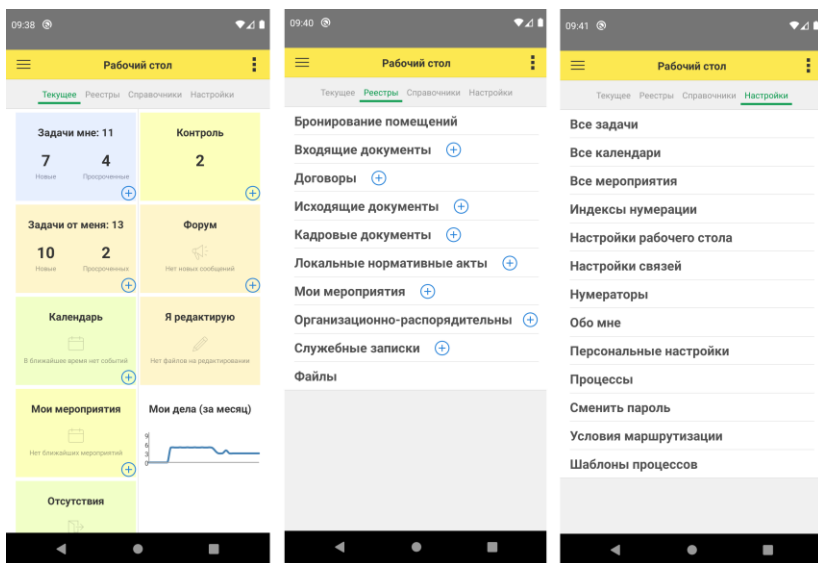 09:38
Рабочий стол
Текущее Реестры Справочники Настройки
Задачи мне: 11
7 4
Новые Просроченные
Контроль
2
Задачи от меня: 13
10 2
Новые Просроченных
Форум
Нет новых сообщений
Календарь
В ближайшее время нет событий
Я редактирую
Нет файлов на редактировании
Мои мероприятия
Нет ближайших мероприятий
Мои дела (за месяц)
9
6
3
0
Отсутствия
09:40
Рабочий стол
Текущее Реестры Справочники Настройки
Бронирование помещений
Входящие документы
Договоры
Исходящие документы
Кадровые документы
Локальные нормативные акты
Мои мероприятия
Организационно-распорядительны
Служебные записки
Файлы
09:41
Рабочий стол
Текущее Реестры Справочники Настройки
Все задачи
Все календари
Все мероприятия
Индексы нумерации
Настройки рабочего стола
Настройки связей
Нумераторы
Обо мне
Персональные настройки
Процессы
Сменить пароль
Условия маршрутизации
Шаблоны процессов